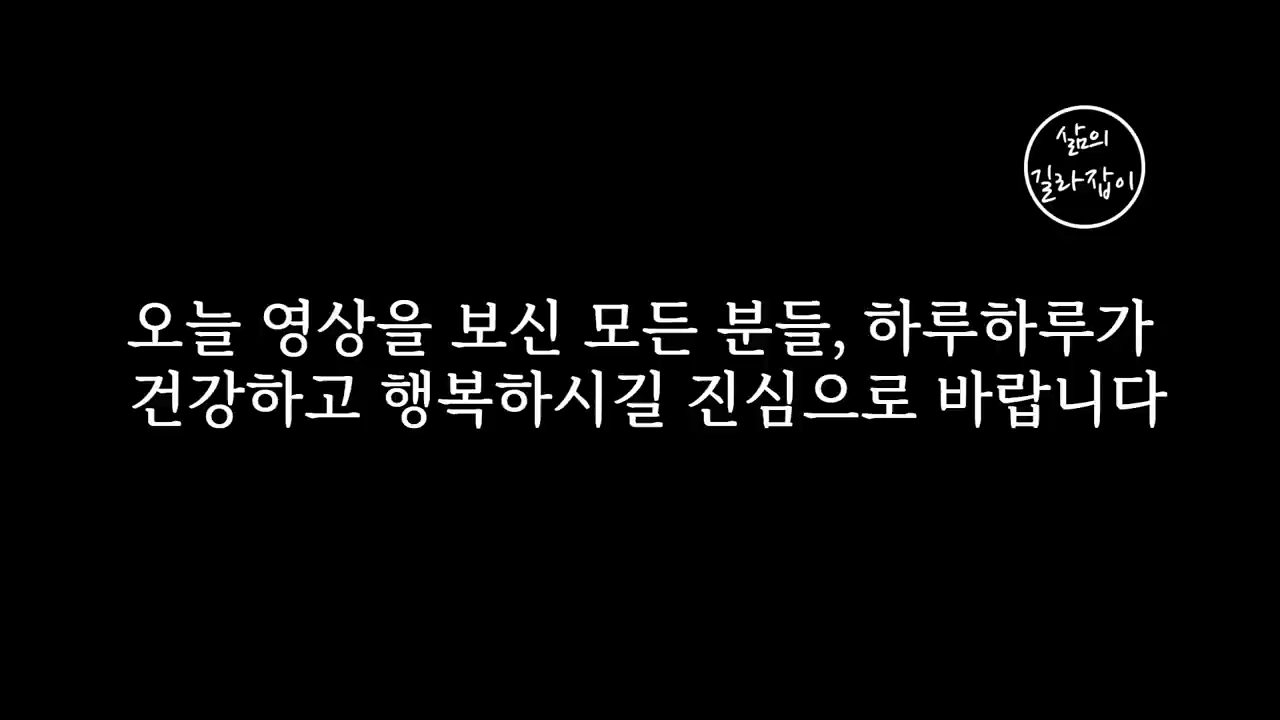 삶의
길라잡이
오늘 영상을 보신 모든 분들, 하루하루가
건강하고 행복하시길 진심으로 바랍니다